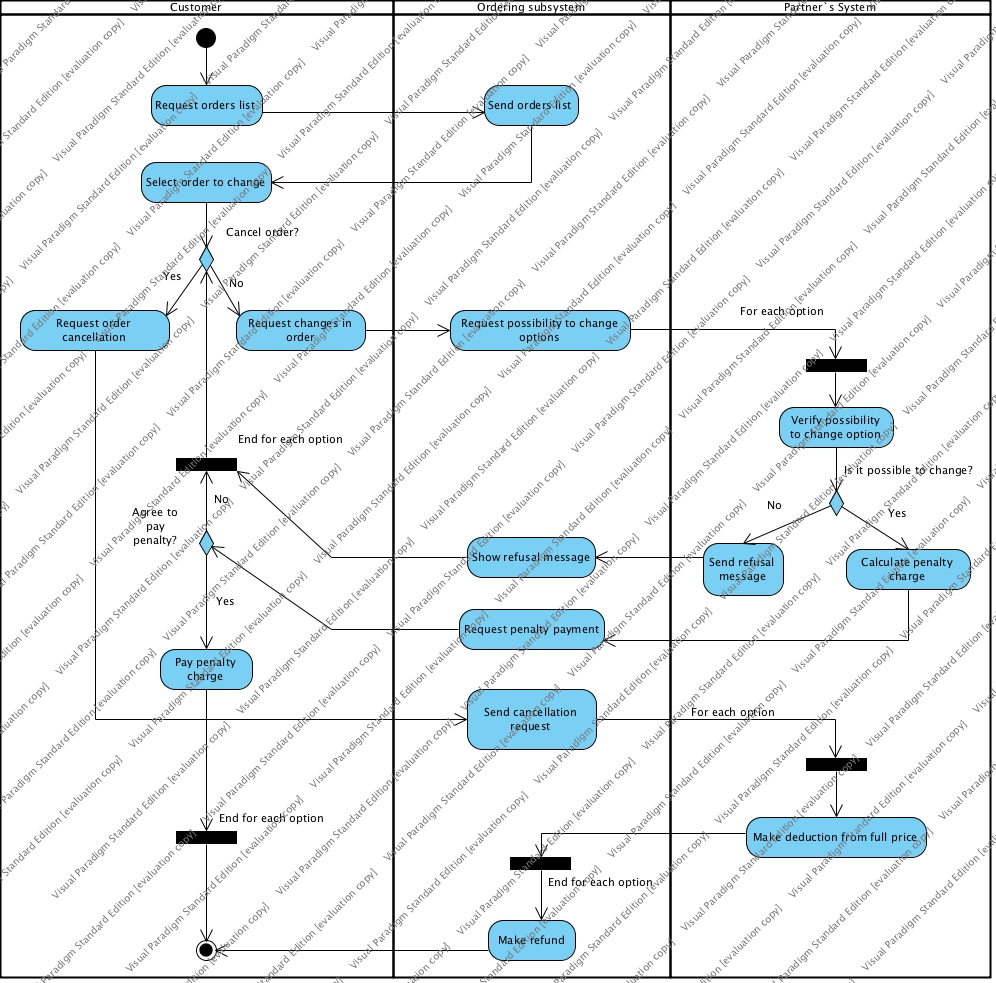 Customer
Ordering subsystem
Partner`s System
Request orders list
Send orders list
Select order to change
Cancel order?
Yes
No
Request order
cancellation
Request changes in
order
Request possibility to change
options
For each option
Verify possibility
to change option
Is it possible to change?
No
Yes
End for each option
No
Agree to
pay
penalty?
Yes
Show refusal message
Send refusal
message
Calculate penalty
charge
Request penalty payment
Pay penalty
charge
Send cancellation
request
For each option
End for each option
Make deduction from full price
End for each option
Make refund
Visual Paradigm Standard Edition [evaluation copy]